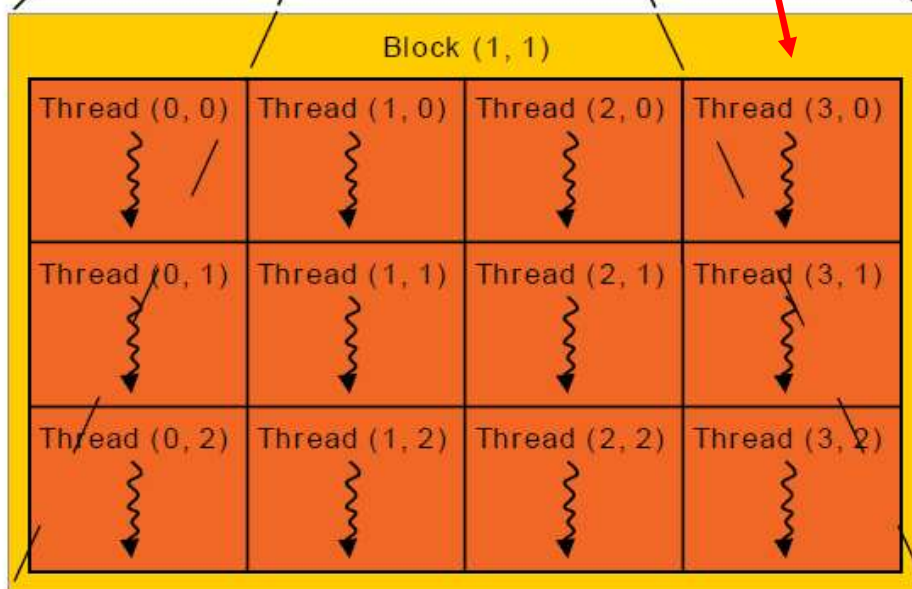 Block (1, 1)
Thread (0, 0) Thread (1, 0) Thread (2, 0) Thread (3, 0)
Thread (0, 1) Thread (1, 1) Thread (2, 1) Thread (3, 1)
Thread (0, 2) Thread (1, 2) Thread (2, 2) Thread (3, 2)